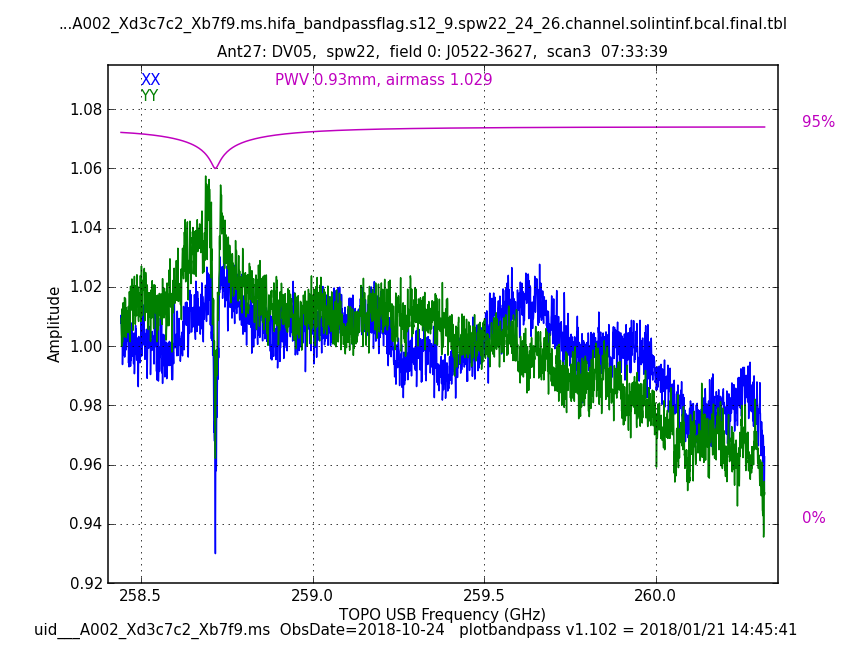 ...A002_Xd3c7c2_Xb7f9.ms.hifa_bandpassflag.s12_9.spw22_24_26.channel.solintinf.bcal.final.tbl
Ant27: DV05,  spw22,  field 0: J0522-3627,  scan3  07:33:39
XX
PWV 0.93mm, airmass 1.029
YY
1.08
95%
1.06
1.04
1.02
Amplitude
1.00
0.98
0.96
0.94
0%
0.92
258.5 259.0 259.5 260.0
TOPO USB Frequency (GHz)
uid___A002_Xd3c7c2_Xb7f9.ms  ObsDate=2018-10-24   plotbandpass v1.102 = 2018/01/21 14:45:41